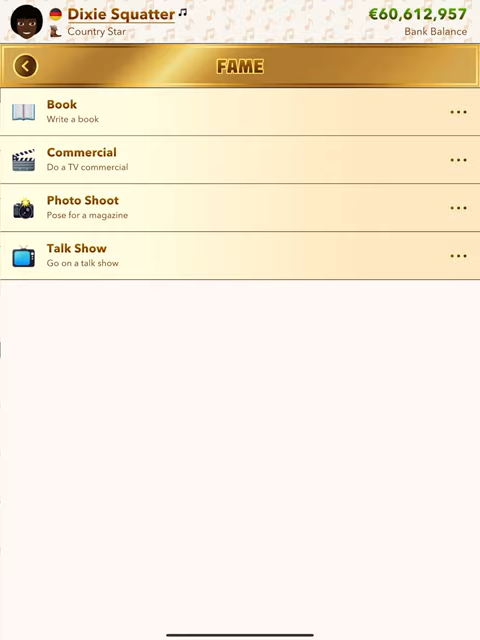 Dixie Squatter
Country Star
€60,612,957
Bank Balance
FAME
Book
Write a book
Commercial
Do a TV commercial
Photo Shoot
Pose for a magazine
Talk Show
Go on a talk show